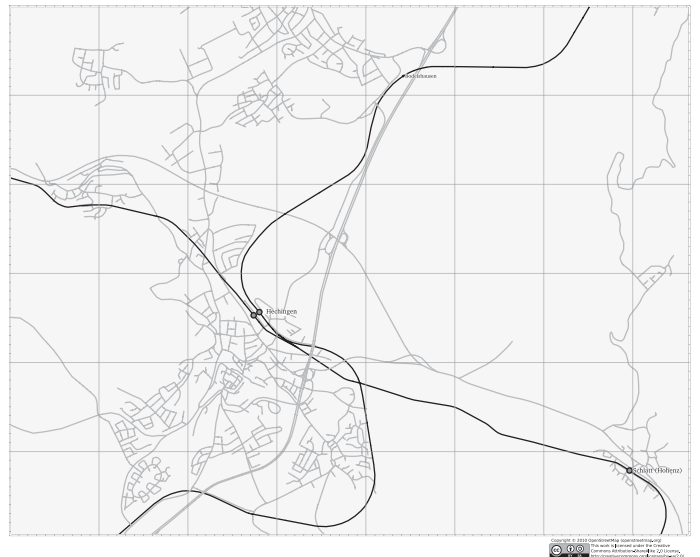 Bodelshausen
Hechingen
Schlatt (Hohenz)
Copyright © 2010 OpenStreetMap (openstreetmap.org)
This work is licensed under the Creative
Commons Attribution-ShareAlike 2.0 License.